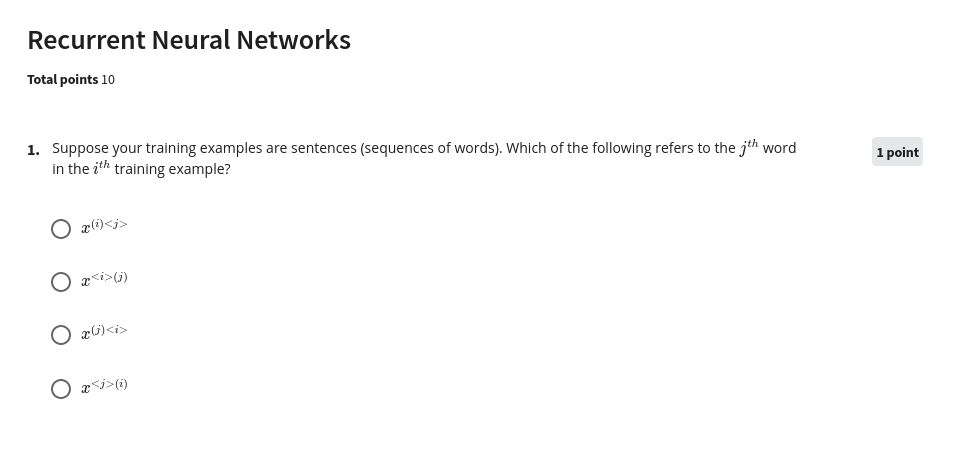 Recurrent Neural Networks
Total points 10
1. Suppose your training examples are sentences (sequences of words). Which of the following refers to the j^{th} word
in the i^{th} training example?
1 point
x^{(i)<j>}
x^{<i>(j)}
x^{(j)<i>}
x^{<j>(i)}